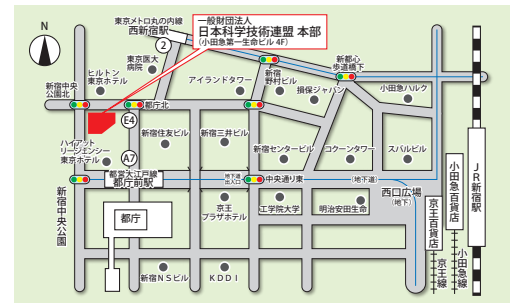 N
東京メトロ丸の内線
西新宿駅
2
一般財団法人
日本科学技術連盟 本部
(小田急第一生命ビル 4F)
東京医大
病院
ヒルトン
東京ホテル
新宿中央
公園北
アイランドタワー
新宿
野村ビル
新都心
歩道橋下
損保ジャパン
小田急ハルク
都庁北
E4
ハイアット
リージェンシー
東京ホテル
A7
新宿住友ビル
新宿三井ビル
新宿センタービル
コクーンタワー
スバルビル
都営大江戸線
都庁前駅
地下道
出入口
中央通り東
(地下道)
西口広場
(地下)
新宿中央公園
都庁
京王
プラザホテル
工学院大学
明治安田生命
京王百貨店
小田急百貨店
JR新宿駅
京王線
小田急線
新宿NSビル
KDDI